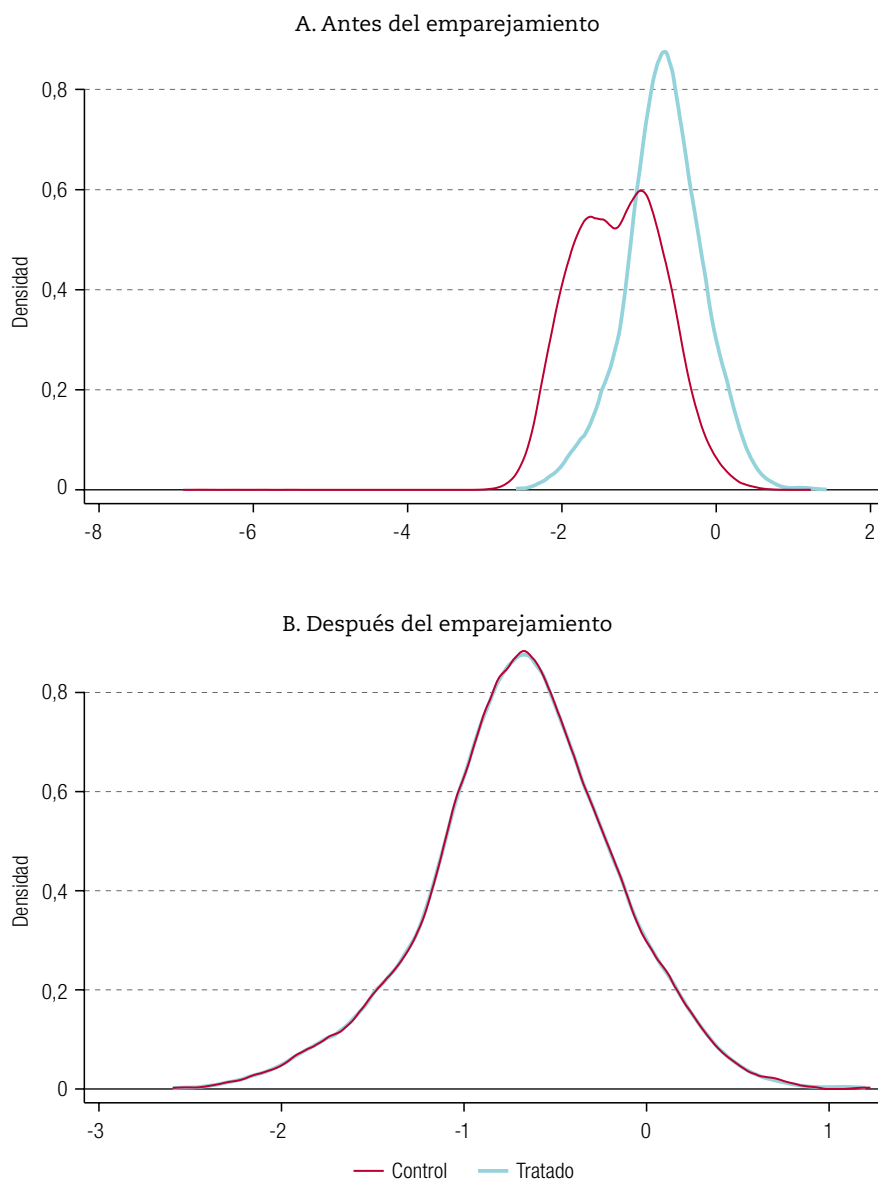 A. Antes del emparejamiento
0,8
0,6
0,4
0,2
0
Densidad
-8 -6 -4 -2 0 2
B. Después del emparejamiento
0,8
0,6
0,4
0,2
0
Densidad
-3 -2 -1 0 1
Control Tratado